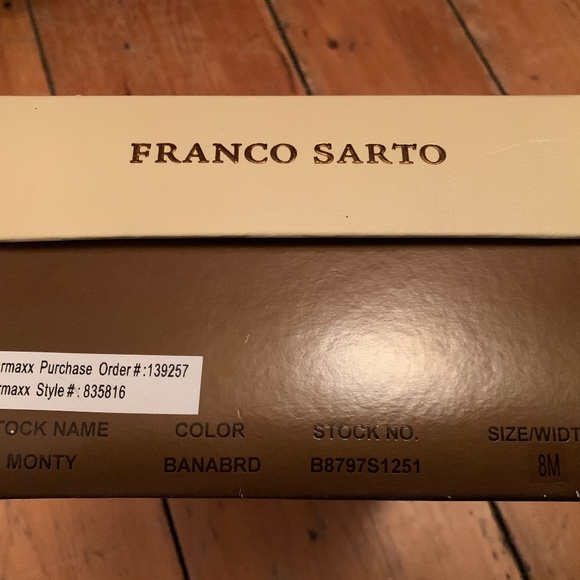 FRANCO SARTO
rmaxx Purchase Order#:139257
rmaxx Style#: 835816
TOCK NAME COLOR STOCK NO. SIZE/WIDT
MONTY BANABRD B8797S1251 8M